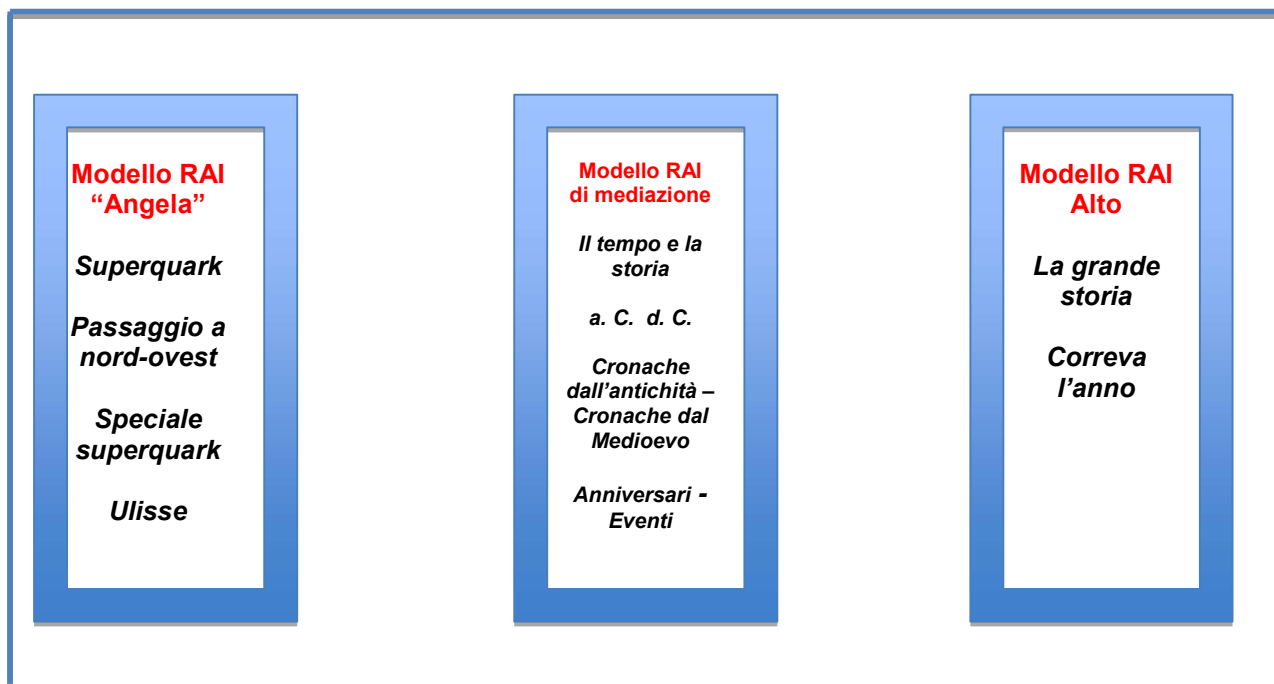 Modello RAI
“Angela”
Superquark
Passaggio a
nord-ovest
Speciale
superquark
Ulisse
Modello RAI
di mediazione
Il tempo e la
storia
a. C. d. C.
Cronache
dall’antichità –
Cronache dal
Medioevo
Anniversari -
Eventi
Modello RAI
Alto
La grande
storia
Correva
l’anno